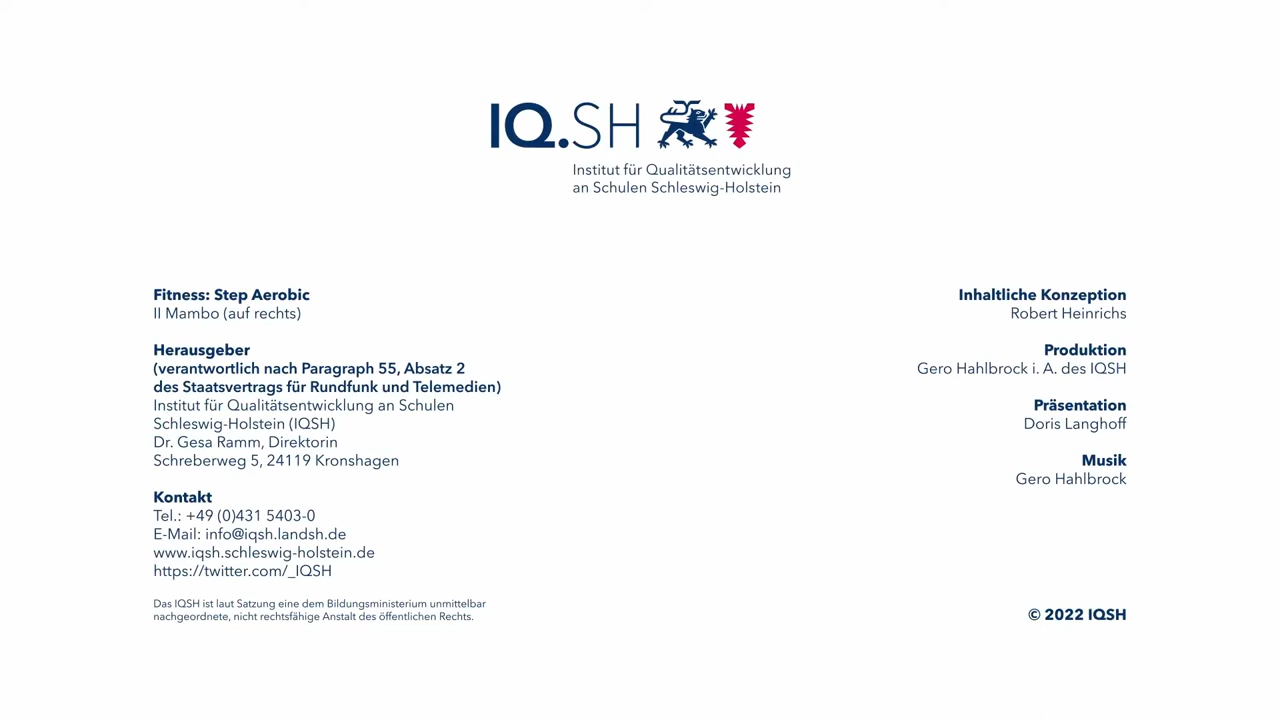 IQ.SH
Institut für Qualitätsentwicklung
an Schulen Schleswig-Holstein
Fitness: Step Aerobic
II Mambo (auf rechts)
Herausgeber
(verantwortlich nach Paragraph 55, Absatz 2
des Staatsvertrags für Rundfunk und Telemedien)
Institut für Qualitätsentwicklung an Schulen
Schleswig-Holstein (IQSH)
Dr. Gesa Ramm, Direktorin
Schreberweg 5, 24119 Kronshagen
Kontakt
Tel.: +49 (0)431 5403-0
E-Mail: info@iqsh.landsh.de
www.iqsh.schleswig-holstein.de
https://twitter.com/_IQSH
Das IQSH ist laut Satzung eine dem Bildungsministerium unmittelbar
nachgeordnete, nicht rechtsfähige Anstalt des öffentlichen Rechts.
Inhaltliche Konzeption
Robert Heinrichs
Produktion
Gero Hahlbrock i. A. des IQSH
Präsentation
Doris Langhoff
Musik
Gero Hahlbrock
© 2022 IQSH